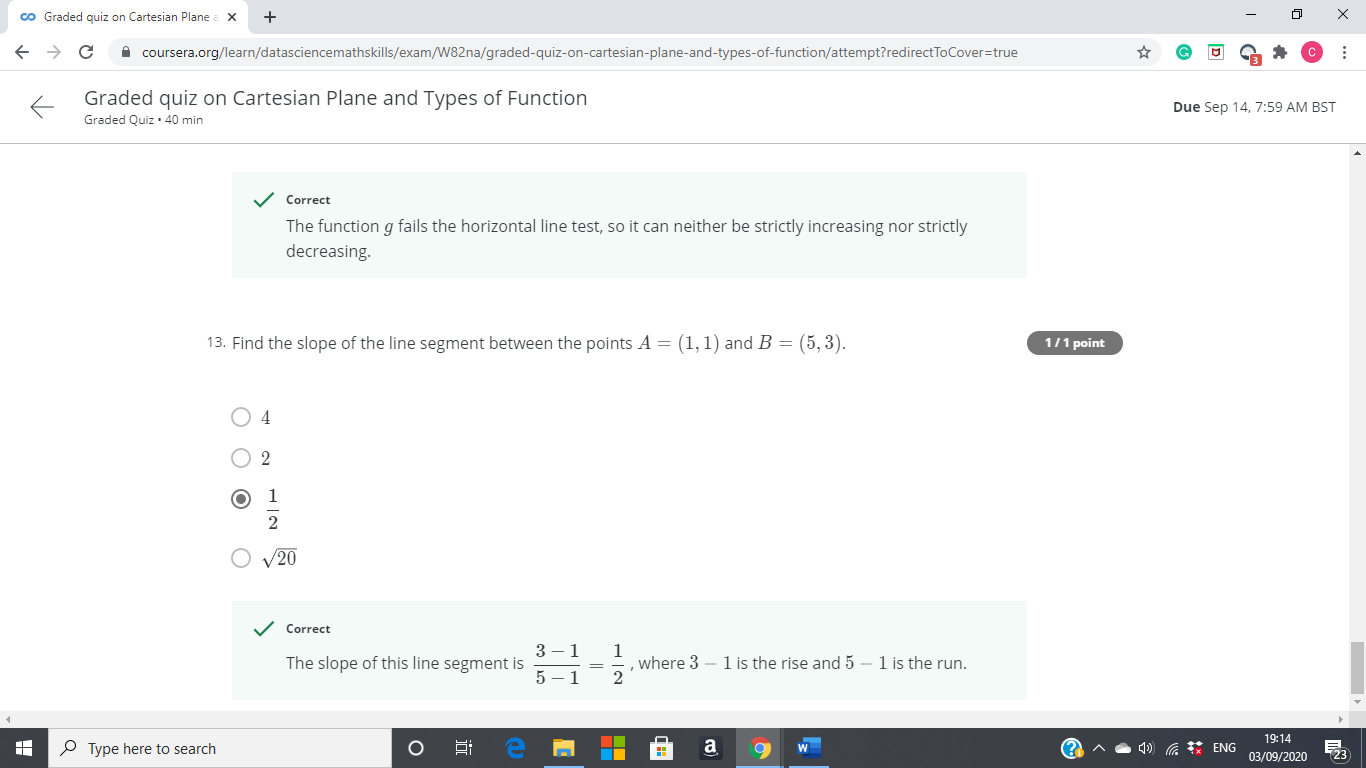 Graded quiz on Cartesian Plane a
coursera.org/learn/datasciencemathskills/exam/W82na/graded-quiz-on-cartesian-plane-and-types-of-function/attempt?redirectToCover=true
G
3
C
Graded quiz on Cartesian Plane and Types of Function
Graded Quiz • 40 min
Due Sep 14, 7:59 AM BST
Correct
The function g fails the horizontal line test, so it can neither be strictly increasing nor strictly
decreasing.
13. Find the slope of the line segment between the points A = (1, 1) and B = (5, 3).
1 / 1 point
4
2
1
2
√20
Correct
The slope of this line segment is 3 − 1 / 5 − 1 = 1 / 2 , where 3 − 1 is the rise and 5 − 1 is the run.
Type here to search
ENG
19:14
03/09/2020
23